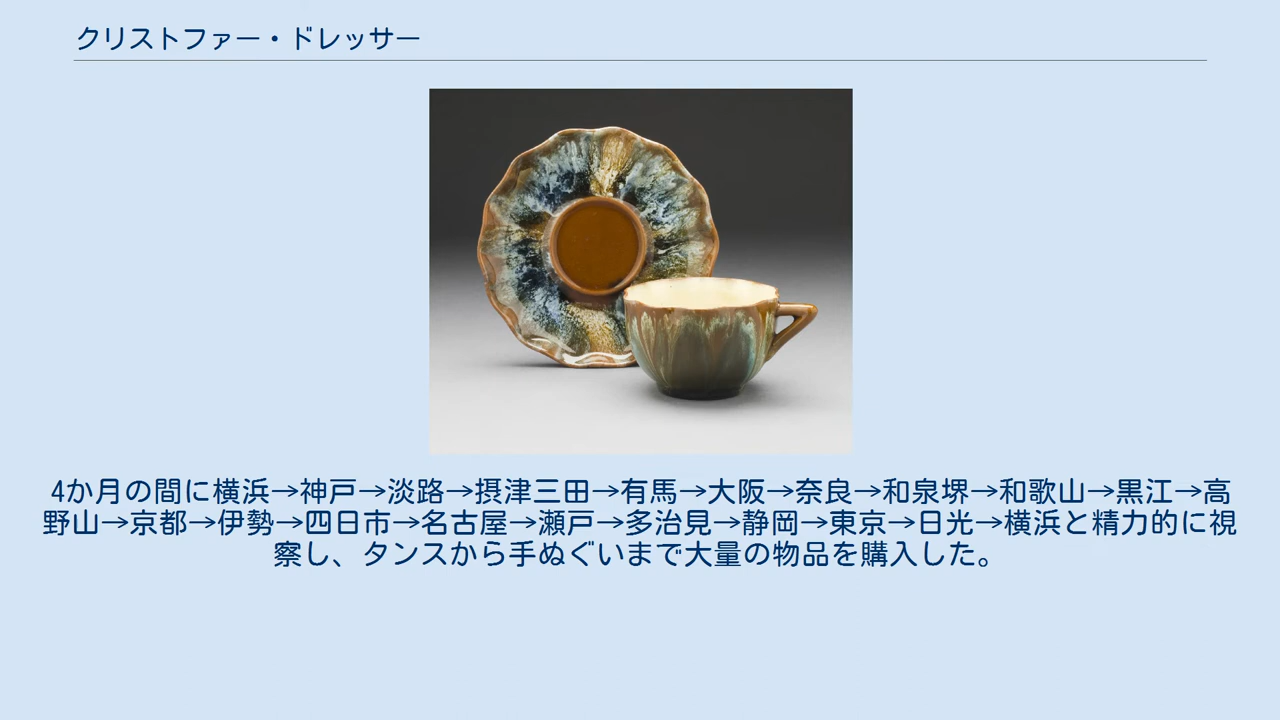 クリストファー・ドレッサー
4か月の間に横浜→神戸→淡路→摂津三田→有馬→大阪→奈良→和泉堺→和歌山→黒江→高
野山→京都→伊勢→四日市→名古屋→瀬戸→多治見→静岡→東京→日光→横浜と精力的に視
察し、タンスから手ぬぐいまで大量の物品を購入した。